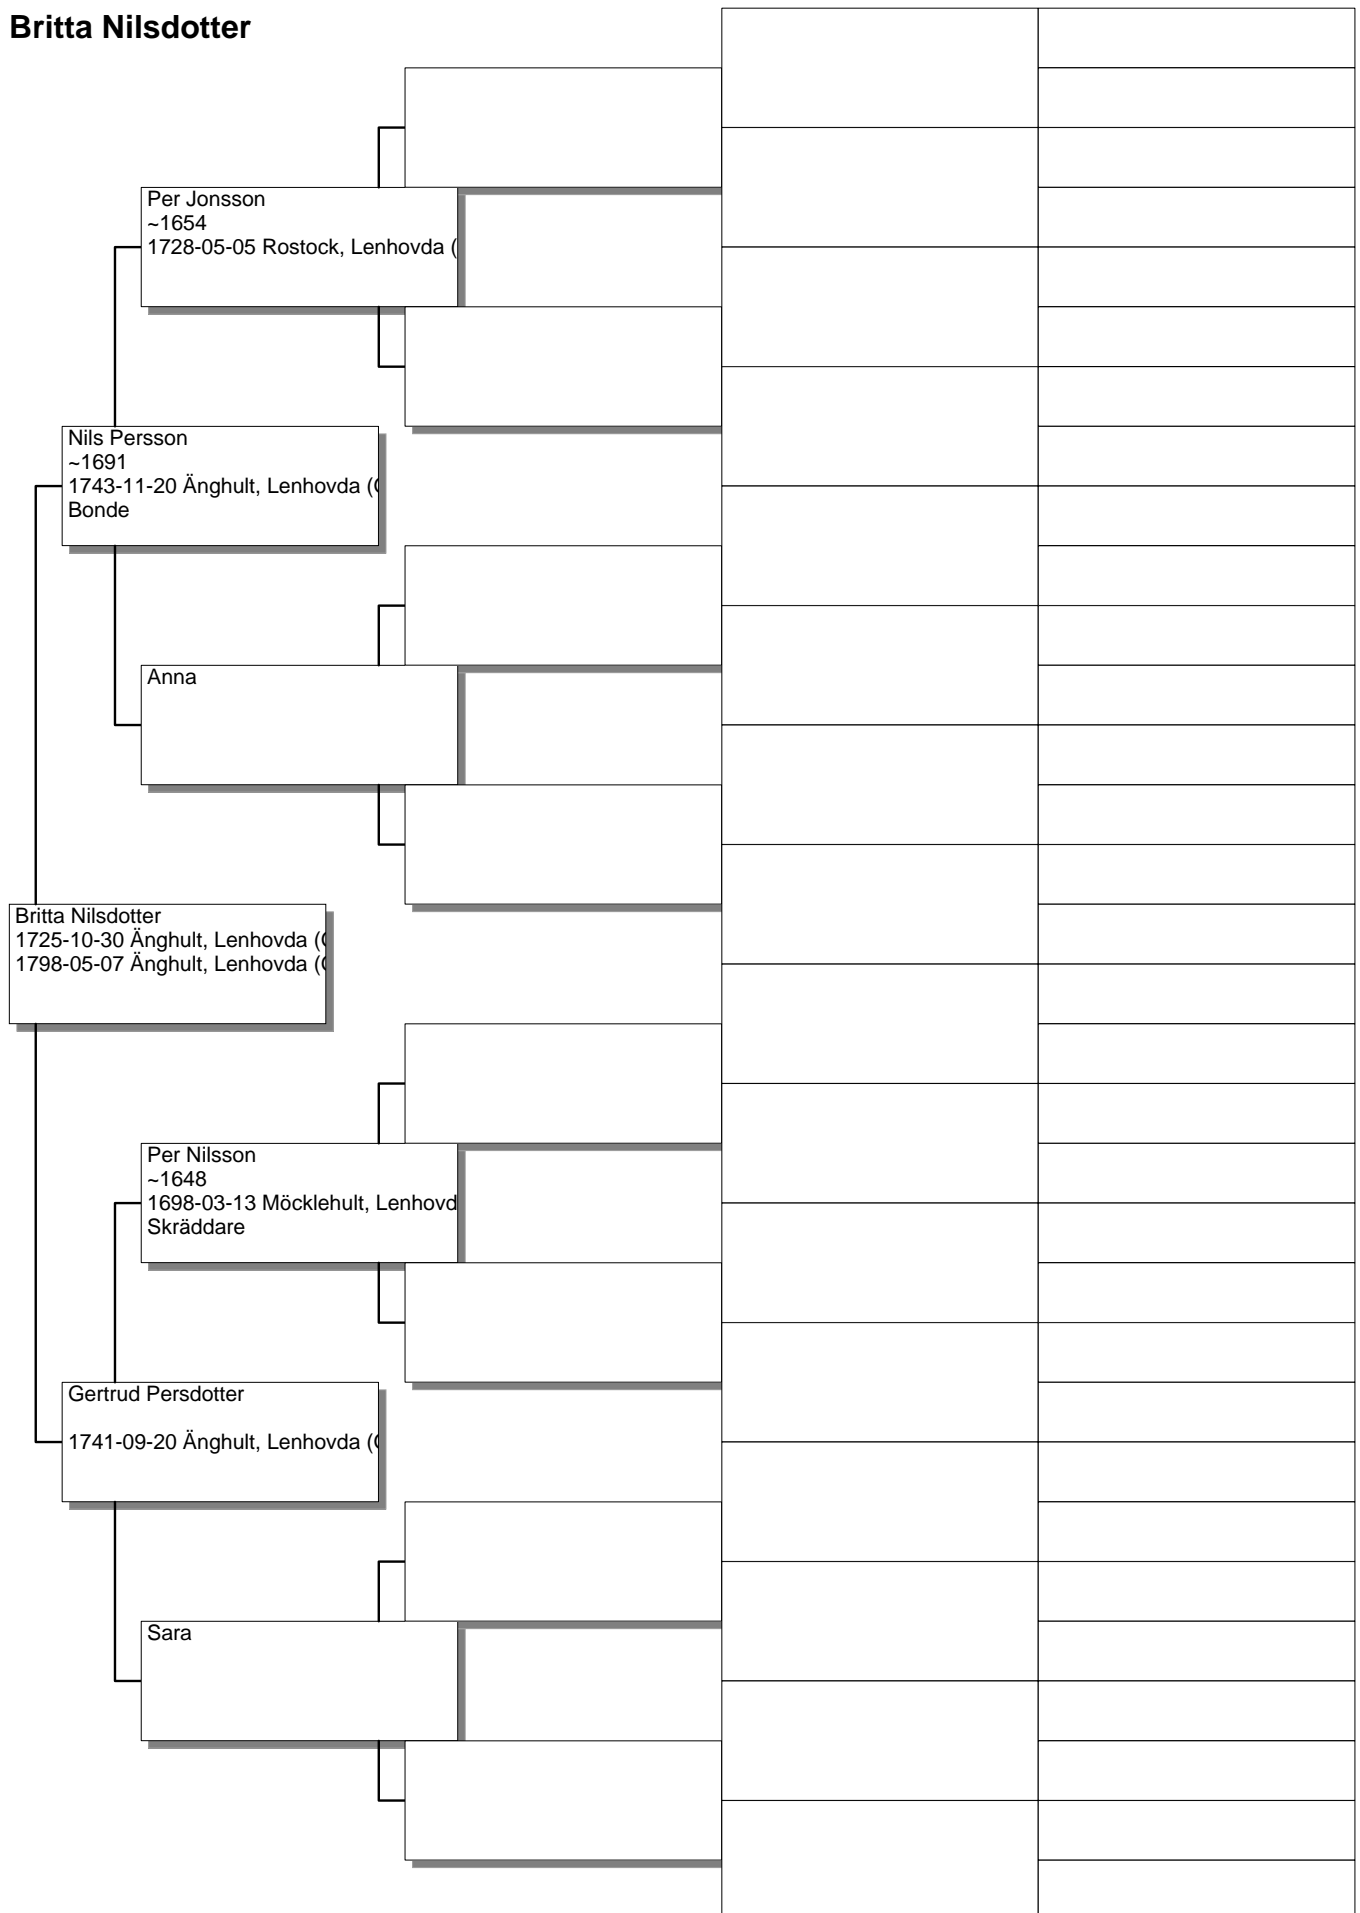 Britta Nilsdotter
Per Jonsson
~1654
1728-05-05 Rostock, Lenhovda (
Nils Persson
~1691
1743-11-20 Änghult, Lenhovda (
Bonde
Anna
Britta Nilsdotter
1725-10-30 Änghult, Lenhovda (
1798-05-07 Änghult, Lenhovda (
Per Nilsson
~1648
1698-03-13 Möcklehult, Lenhovd
Skräddare
Gertrud Persdotter
1741-09-20 Änghult, Lenhovda (
Sara